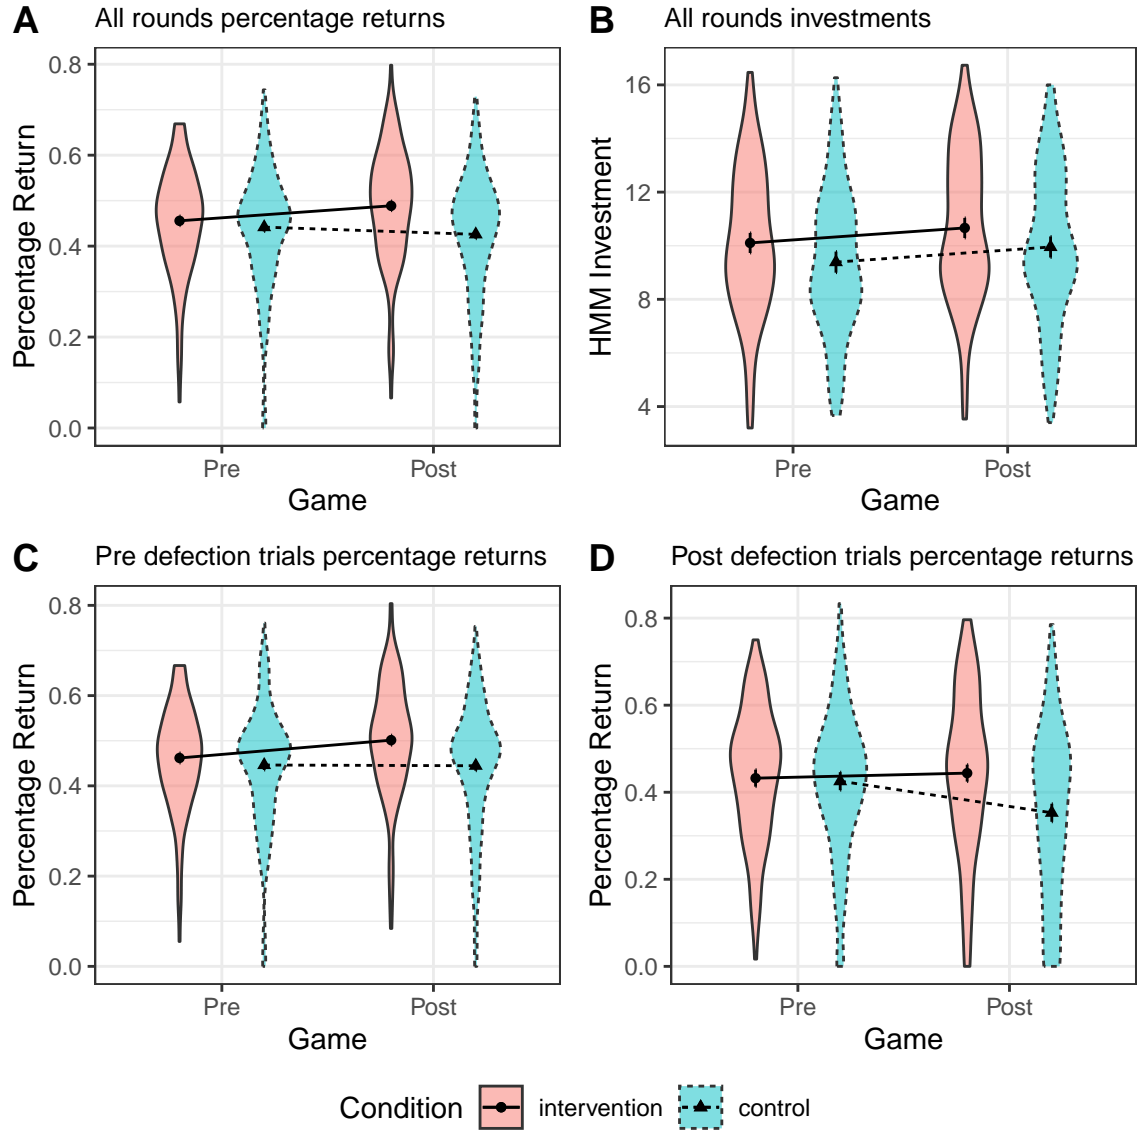 A All rounds percentage returns
Percentage Return
0.8
0.6
0.4
0.2
0.0
Pre Post
Game
B All rounds investments
HMM Investment
16
12
8
4
Pre Post
Game
C Pre defection trials percentage returns
Percentage Return
0.8
0.6
0.4
0.2
0.0
Pre Post
Game
D Post defection trials percentage returns
Percentage Return
0.8
0.6
0.4
0.2
0.0
Pre Post
Game
Condition intervention control